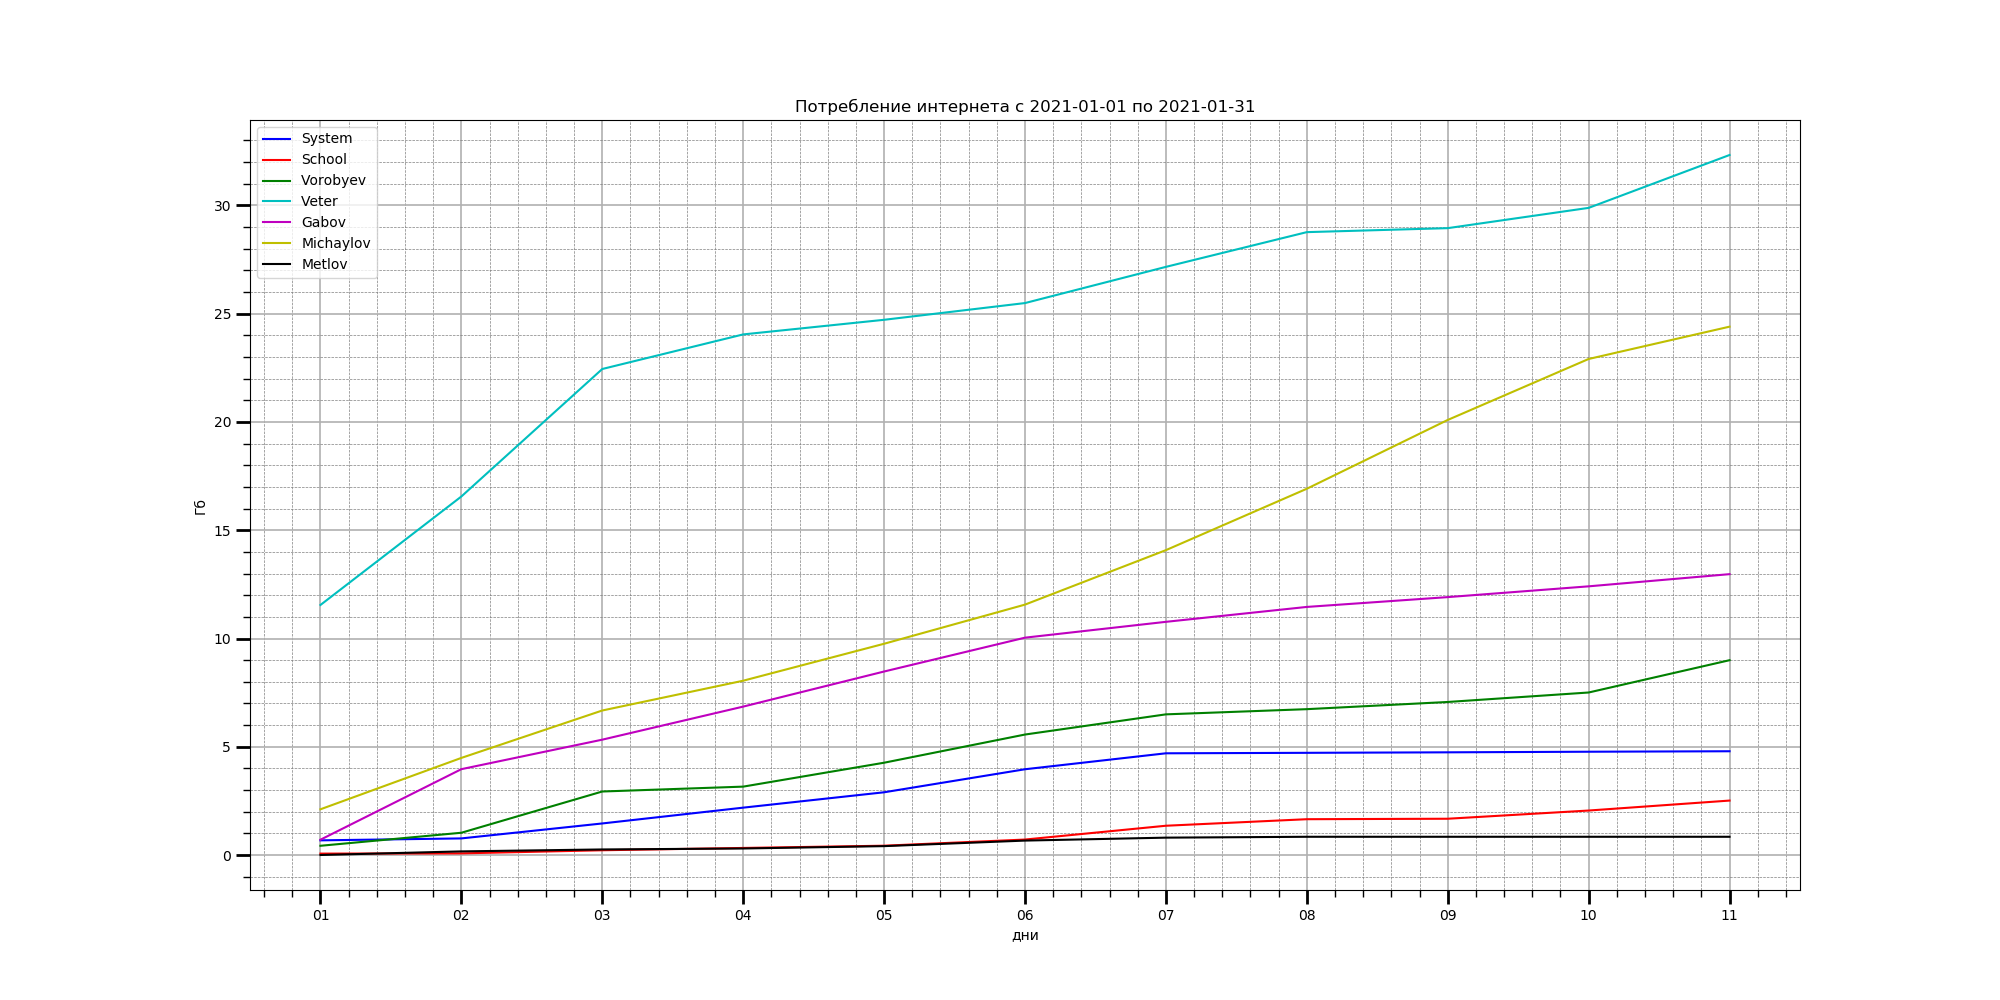 Потребление интернета с 2021-01-01 по 2021-01-31
System
School
Vorobyev
Veter
Gabov
Michaylov
Metlov
30
25
20
15
10
5
0
Гб
01 02 03 04 05 06 07 08 09 10 11
дни